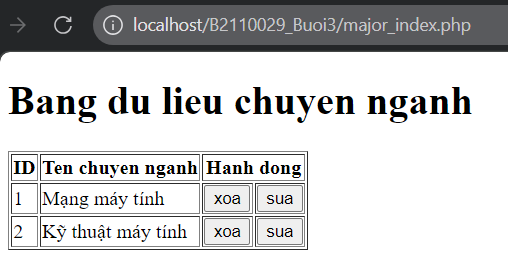 localhost/B2110029_Buoi3/major_index.php
Bang du lieu chuyen nganh
ID Ten chuyen nganh Hanh dong
1 Mạng máy tính xoa sua
2 Kỹ thuật máy tính xoa sua